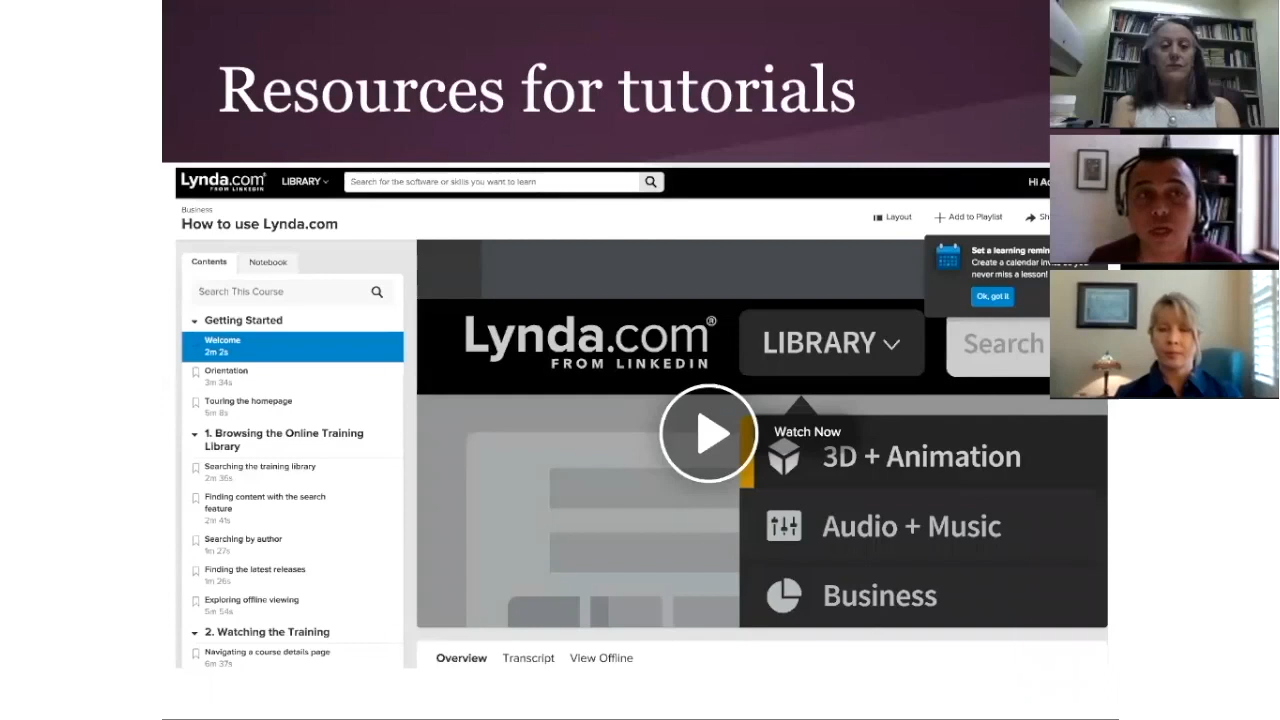 Resources for tutorials
Lynda.com®
FROM LINKEDIN
LIBRARY
Search for the software or skills you want to learn
Business
How to use Lynda.com
Layout
Add to Playlist
Contents
Notebook
Search This Course
Getting Started
Welcome
2m 2s
Orientation
3m 34s
Touring the homepage
5m 8s
1. Browsing the Online Training
Library
Searching the training library
2m 36s
Finding content with the search
feature
2m 41s
Searching by author
1m 27s
Finding the latest releases
1m 26s
Exploring offline viewing
5m 54s
2. Watching the Training
Navigating a course details page
6m 37s
Set a learning
Create a calendar
never miss a lesson!
Ok, got it
Lynda.com®
FROM LINKEDIN
LIBRARY
Search
Watch Now
3D + Animation
Audio + Music
Business
Overview
Transcript
View Offline